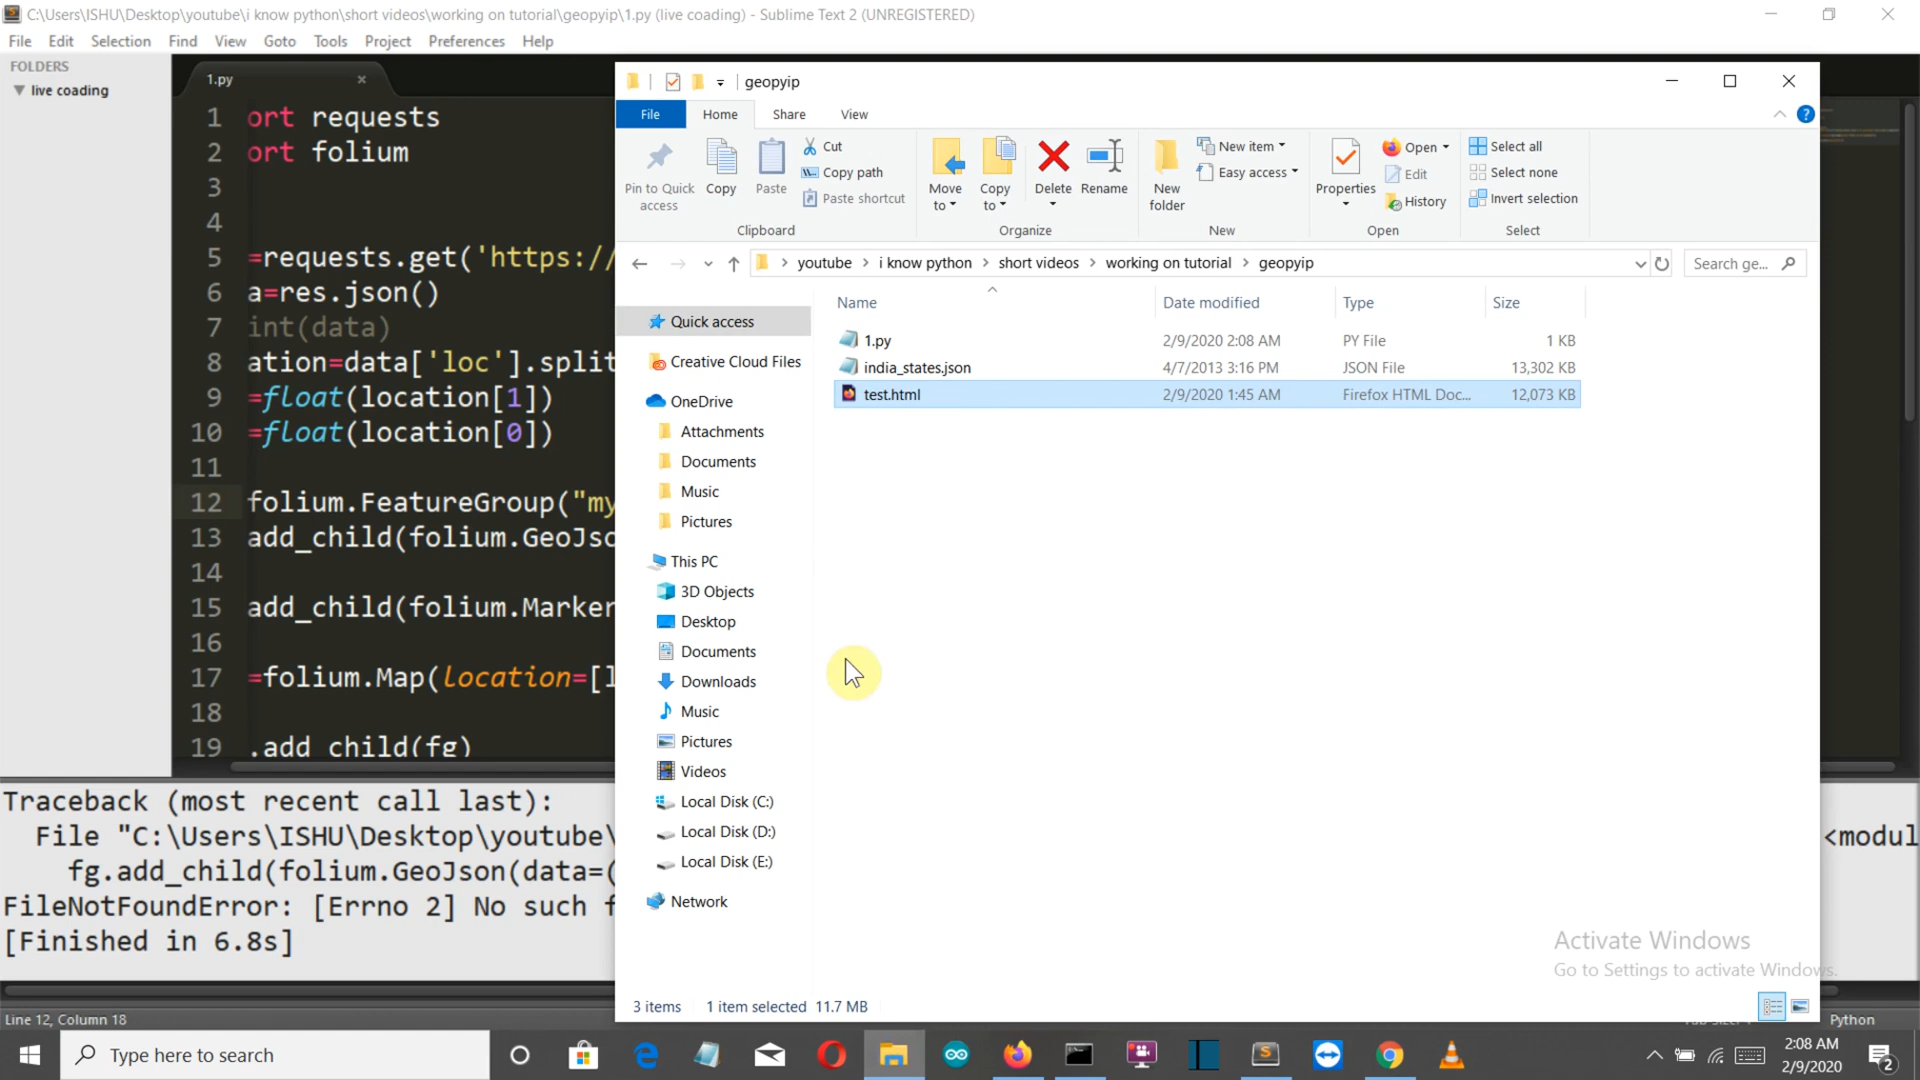 C:\Users\ISHU\Desktop\youtube\i know python\short videos\working on tutorial\geopyip\1.py (live coading) - Sublime Text 2 (UNREGISTERED)
File Edit Selection Find View Goto Tools Project Preferences Help
FOLDERS
live coading
1.py
1 ort requests
2 ort folium
3
4
5 =requests.get('https://
6 a=res.json()
7 int(data)
8 ation=data['loc'].split
9 =float(location[1])
10 =float(location[0])
11
12 folium.FeatureGroup("my
13 add_child(folium.GeoJso
14
15 add_child(folium.Marker
16
17 =folium.Map(location=[l
18
19 .add_child(fg)
Traceback (most recent call last):
File "C:\Users\ISHU\Desktop\youtube\ <modul
fg.add_child(folium.GeoJson(data=(
FileNotFoundError: [Errno 2] No such f
[Finished in 6.8s]
Line 12, Column 18
Python
geopyip
File Home Share View
Pin to Quick access
Copy
Paste
Cut
Copy path
Paste shortcut
Clipboard
Move to
Copy to
Delete
Rename
Organize
New folder
New item
Easy access
New
Properties
Open
Edit
History
Open
Select all
Select none
Invert selection
Select
youtube > i know python > short videos > working on tutorial > geopyip
Search ge...
Name Date modified Type Size
1.py 2/9/2020 2:08 AM PY File 1 KB
india_states.json 4/7/2013 3:16 PM JSON File 13,302 KB
test.html 2/9/2020 1:45 AM Firefox HTML Doc... 12,073 KB
Quick access
Creative Cloud Files
OneDrive
Attachments
Documents
Music
Pictures
This PC
3D Objects
Desktop
Documents
Downloads
Music
Pictures
Videos
Local Disk (C:)
Local Disk (D:)
Local Disk (E:)
Network
Activate Windows
Go to Settings to activate Windows.
3 items 1 item selected 11.7 MB
Type here to search
2:08 AM
2/9/2020
2